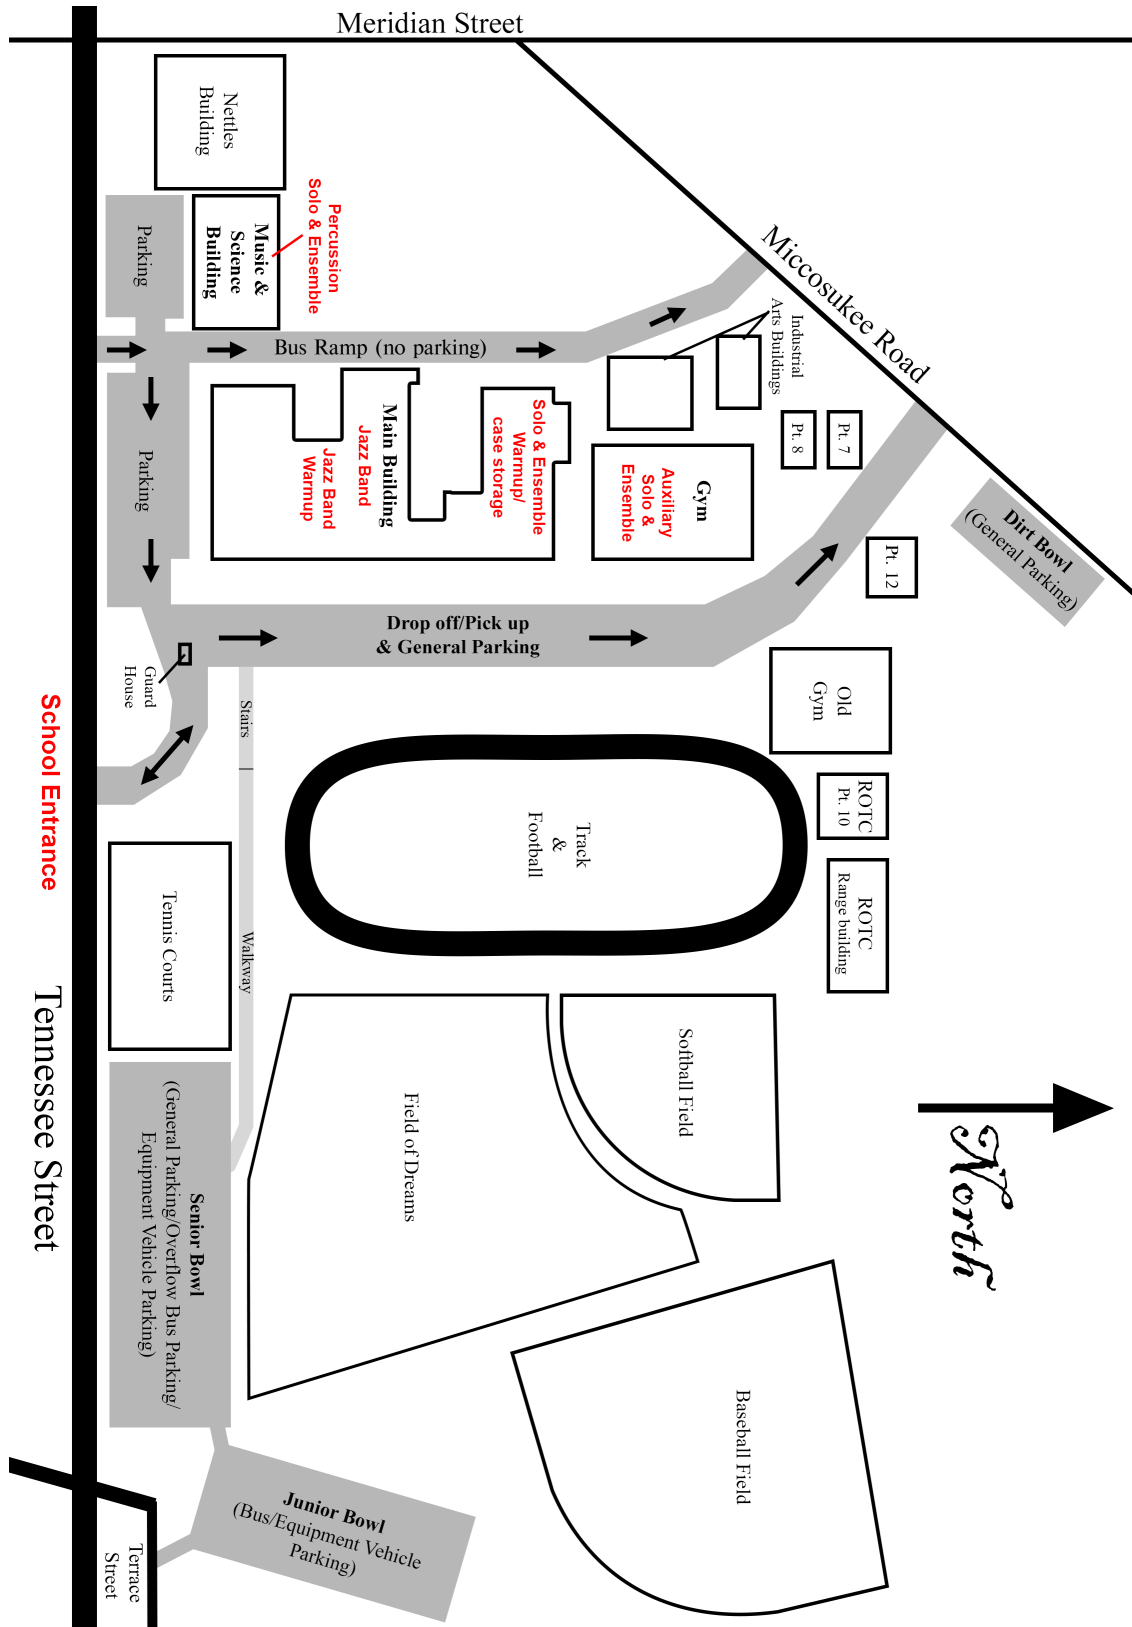 Meridian Street
Nettles
Building
Percussion
Solo & Ensemble
Music &
Science
Building
Parking
Miccosukee Road
Bus Ramp (no parking)
Industrial
Arts Buildings
Parking
Main Building
Jazz Band
Jazz Band
Warmup
Solo & Ensemble
Warmup/
case storage
Gym
Auxiliary
Solo &
Ensemble
Pt. 8
Pt. 7
Dirt Bowl
(General Parking)
Pt. 12
Drop off/Pick up
& General Parking
Guard
House
Stairs
Old
Gym
School Entrance
ROTC
Pt. 10
Track
&
Football
ROTC
Range building
Tennis Courts
Walkway
Tennessee Street
Softball Field
Field of Dreams
North
Senior Bowl
(General Parking/Overflow Bus Parking/
Equipment Vehicle Parking)
Baseball Field
Junior Bowl
(Bus/Equipment Vehicle
Parking)
Terrace
Street